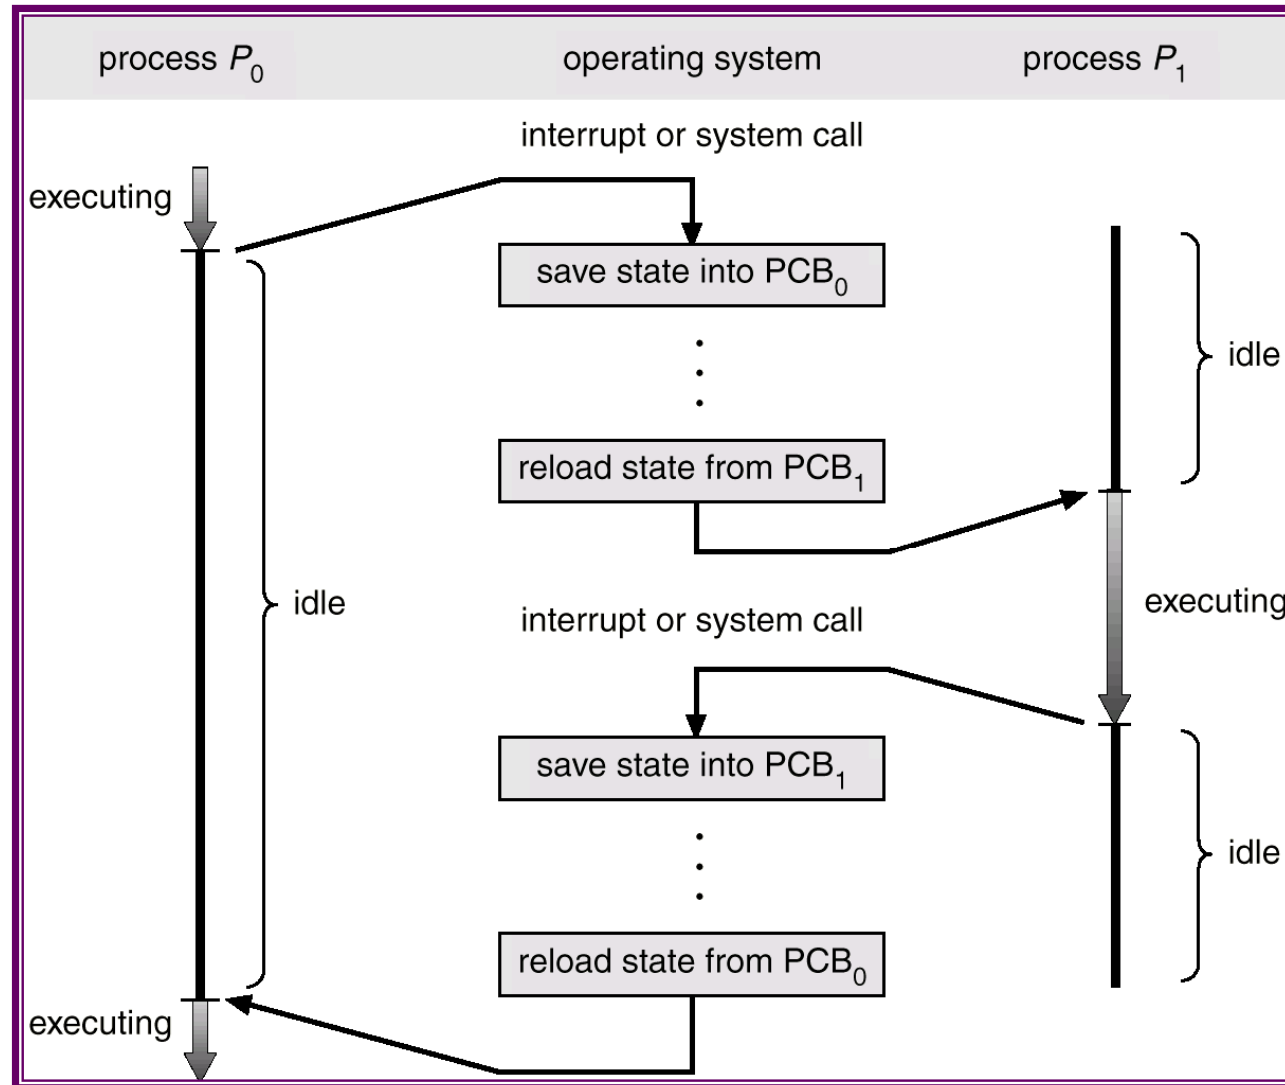 process P0
operating system
process P1
interrupt or system call
executing
save state into PCB0
idle
reload state from PCB1
idle
executing
interrupt or system call
save state into PCB1
idle
reload state from PCB0
executing